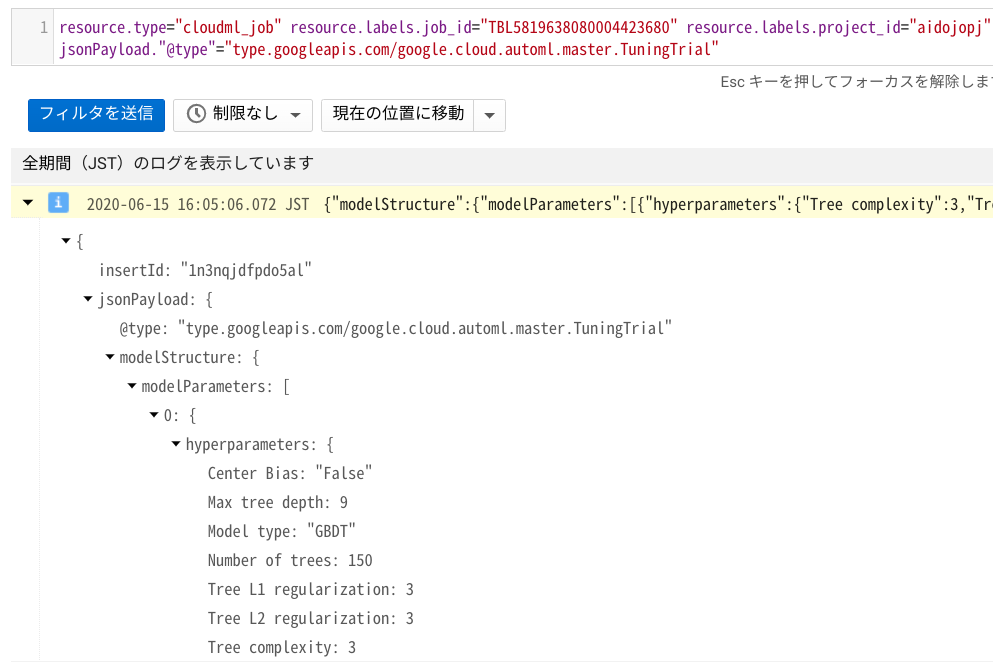 1 resource.type="cloudml_job" resource.labels.job_id="TBL5819638080004423680" resource.labels.project_id="aidojopj"
jsonPayload."@type"="type.googleapis.com/google.cloud.automl.master.TuningTrial"
Esc キーを押してフォーカスを解除しま
フィルタを送信 制限なし 現在の位置に移動
全期間（JST）のログを表示しています
i 2020-06-15 16:05:06.072 JST {"modelStructure":{"modelParameters":[{"hyperparameters":{"Tree complexity":3,"Tre
{
insertId: "1n3nqjdfpdo5al"
jsonPayload: {
@type: "type.googleapis.com/google.cloud.automl.master.TuningTrial"
modelStructure: {
modelParameters: [
0: {
hyperparameters: {
Center Bias: "False"
Max tree depth: 9
Model type: "GBDT"
Number of trees: 150
Tree L1 regularization: 3
Tree L2 regularization: 3
Tree complexity: 3